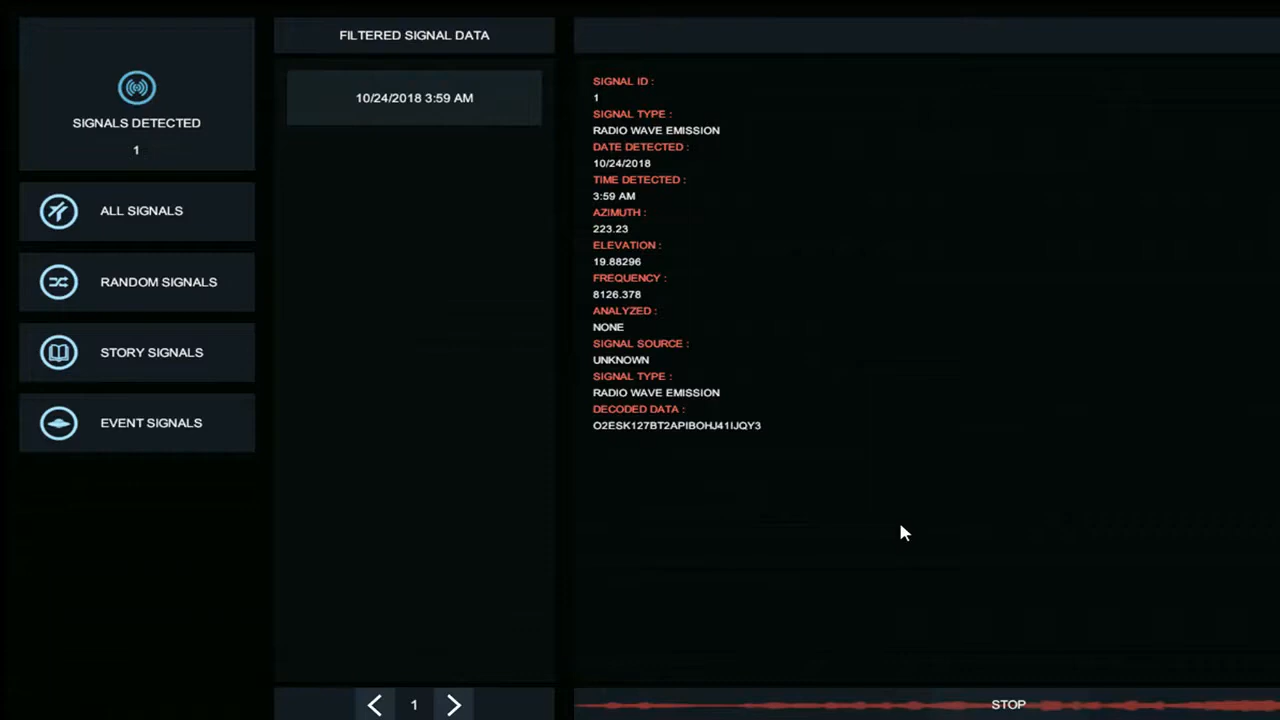 SIGNALS DETECTED
1
ALL SIGNALS
RANDOM SIGNALS
STORY SIGNALS
EVENT SIGNALS
FILTERED SIGNAL DATA
10/24/2018 3:59 AM
< 1 >
SIGNAL ID :
1
SIGNAL TYPE :
RADIO WAVE EMISSION
DATE DETECTED :
10/24/2018
TIME DETECTED :
3:59 AM
AZIMUTH :
223.23
ELEVATION :
19.88296
FREQUENCY :
8126.378
ANALYZED :
NONE
SIGNAL SOURCE :
UNKNOWN
SIGNAL TYPE :
RADIO WAVE EMISSION
DECODED DATA :
O2ESK127BT2APIBOHJ41IJQY3
STOP